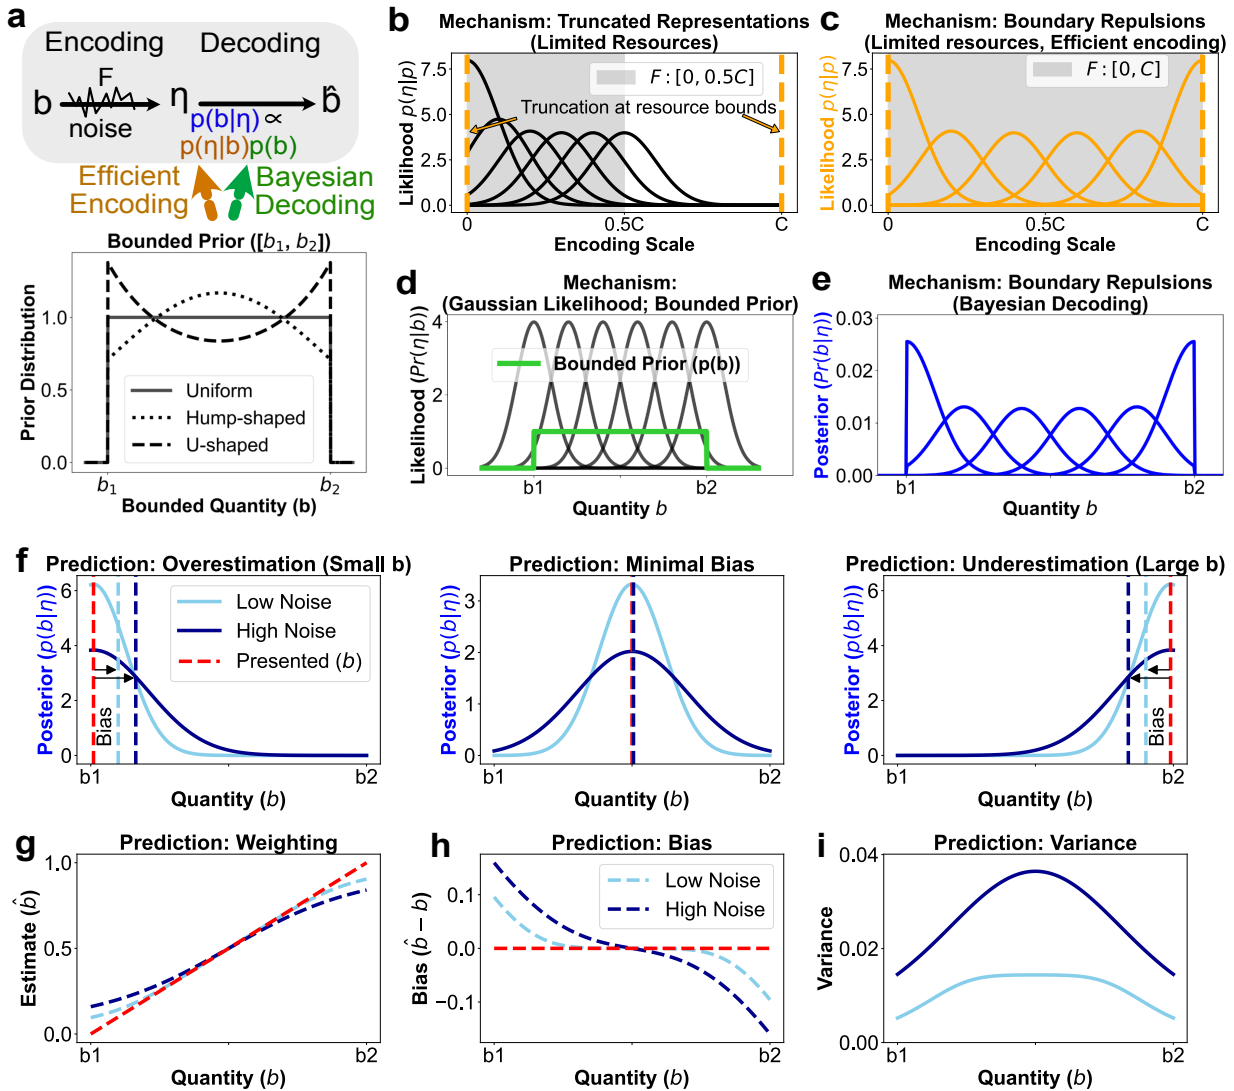 a
Encoding Decoding
F
b η b̂
noise
p(b|η) ∝
p(η|b)p(b)
Efficient Bayesian
Encoding Decoding
Bounded Prior ([b₁, b₂])
Prior Distribution
1.0
0.5
0.0
Uniform
Hump-shaped
U-shaped
b₁ b₂
Bounded Quantity (b)
b
Mechanism: Truncated Representations
(Limited Resources)
Liklihood p(η|p)
7.5
5.0
2.5
0.0
F : [0, 0.5C]
Truncation at resource bounds
0 0.5C C
Encoding Scale
c
Mechanism: Boundary Repulsions
(Limited resources, Efficient encoding)
Likelihood p(η|p)
7.5
5.0
2.5
0.0
F : [0, C]
0 0.5C C
Encoding Scale
d
Mechanism:
(Gaussian Likelihood; Bounded Prior)
Likelihood (Pr(η|b))
4
2
0
Bounded Prior (p(b))
b1 b2
Quantity b
e
Mechanism: Boundary Repulsions
(Bayesian Decoding)
Posterior (Pr(b|η))
0.03
0.02
0.01
0.00
b1 b2
Quantity b
f
Prediction: Overestimation (Small b)
Posterior (p(b|η))
6
4
2
0
Low Noise
High Noise
Presented (b)
Bias
b1 b2
Quantity (b)
Prediction: Minimal Bias
Posterior (p(b|η))
3
2
1
0
b1 b2
Quantity (b)
Prediction: Underestimation (Large b)
Posterior (p(b|η))
6
4
2
0
Bias
b1 b2
Quantity (b)
g
Prediction: Weighting
Estimate (b̂)
1.0
0.5
0.0
b1 b2
Quantity (b)
h
Prediction: Bias
Bias (b̂ − b)
0.1
0.0
−0.1
Low Noise
High Noise
b1 b2
Quantity (b)
i
Prediction: Variance
Variance
0.04
0.02
0.00
b1 b2
Quantity (b)